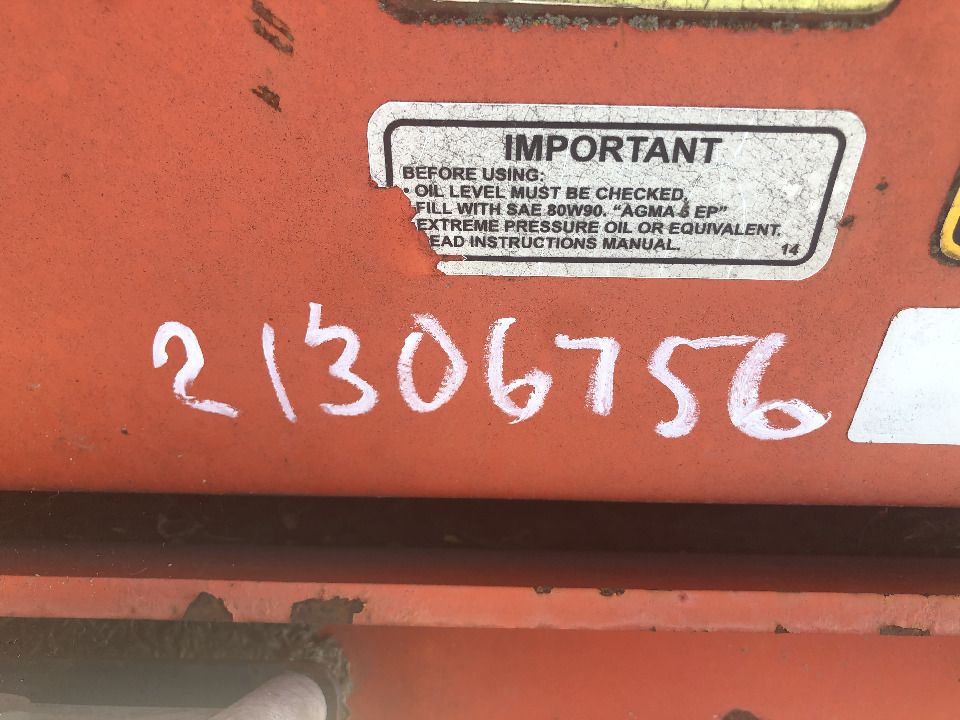 IMPORTANT
BEFORE USING:
• OIL LEVEL MUST BE CHECKED,
FILL WITH SAE 80W90. “AGMA 5 EP”
EXTREME PRESSURE OIL OR EQUIVALENT.
EAD INSTRUCTIONS MANUAL.
14
21306756